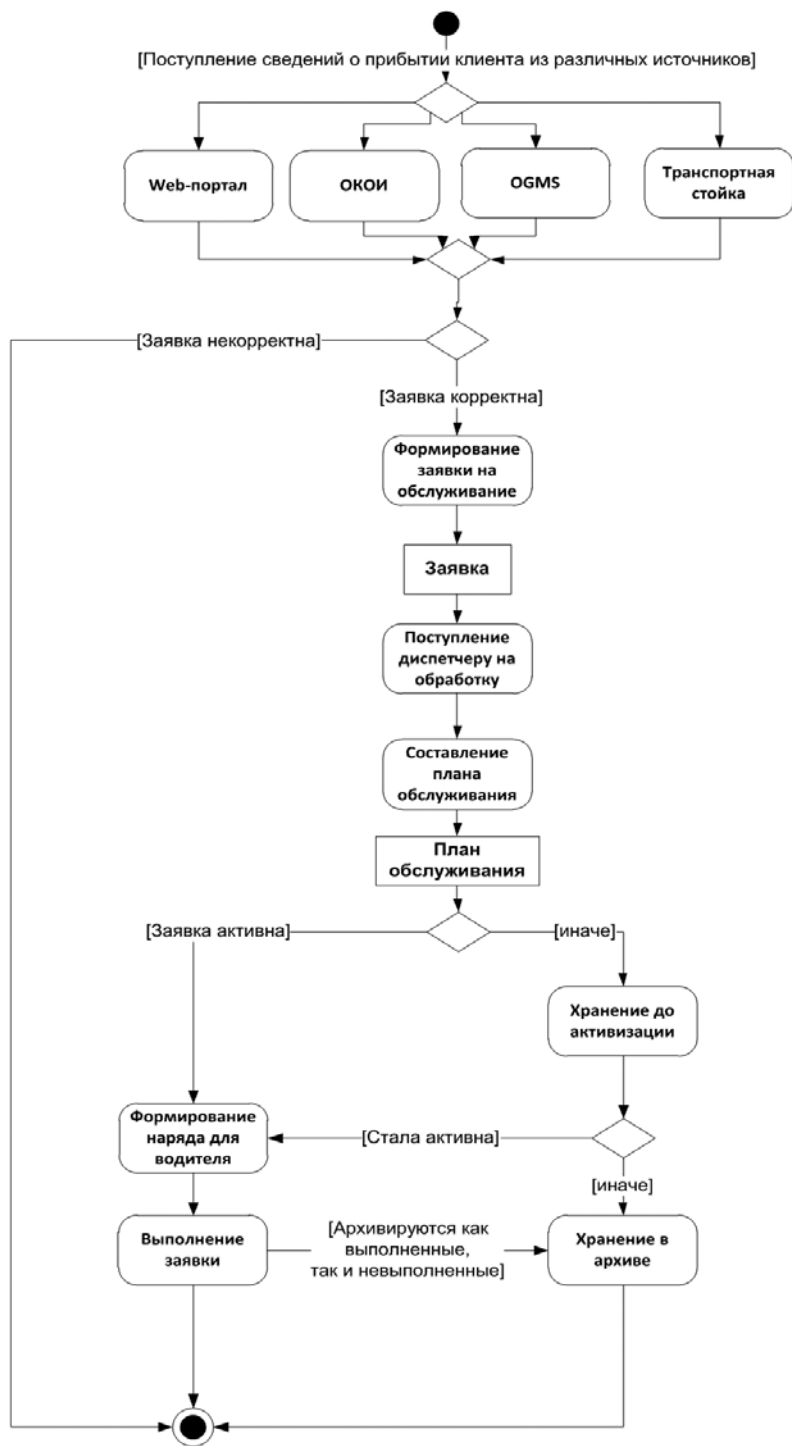 [Поступление сведений о прибытии клиента из различных источников]
Web-портал
ОКОИ
OGMS
Транспортная
стойка
[Заявка некорректна]
[Заявка корректна]
Формирование
заявки на
обслуживание
Заявка
Поступление
диспетчеру на
обработку
Составление
плана
обслуживания
План
обслуживания
[Заявка активна]
[иначе]
Хранение до
активизации
Формирование
наряда для
водителя
[Стала активна]
[иначе]
Выполнение
заявки
[Архивируются как
выполненные,
так и невыполненные]
Хранение в
архиве